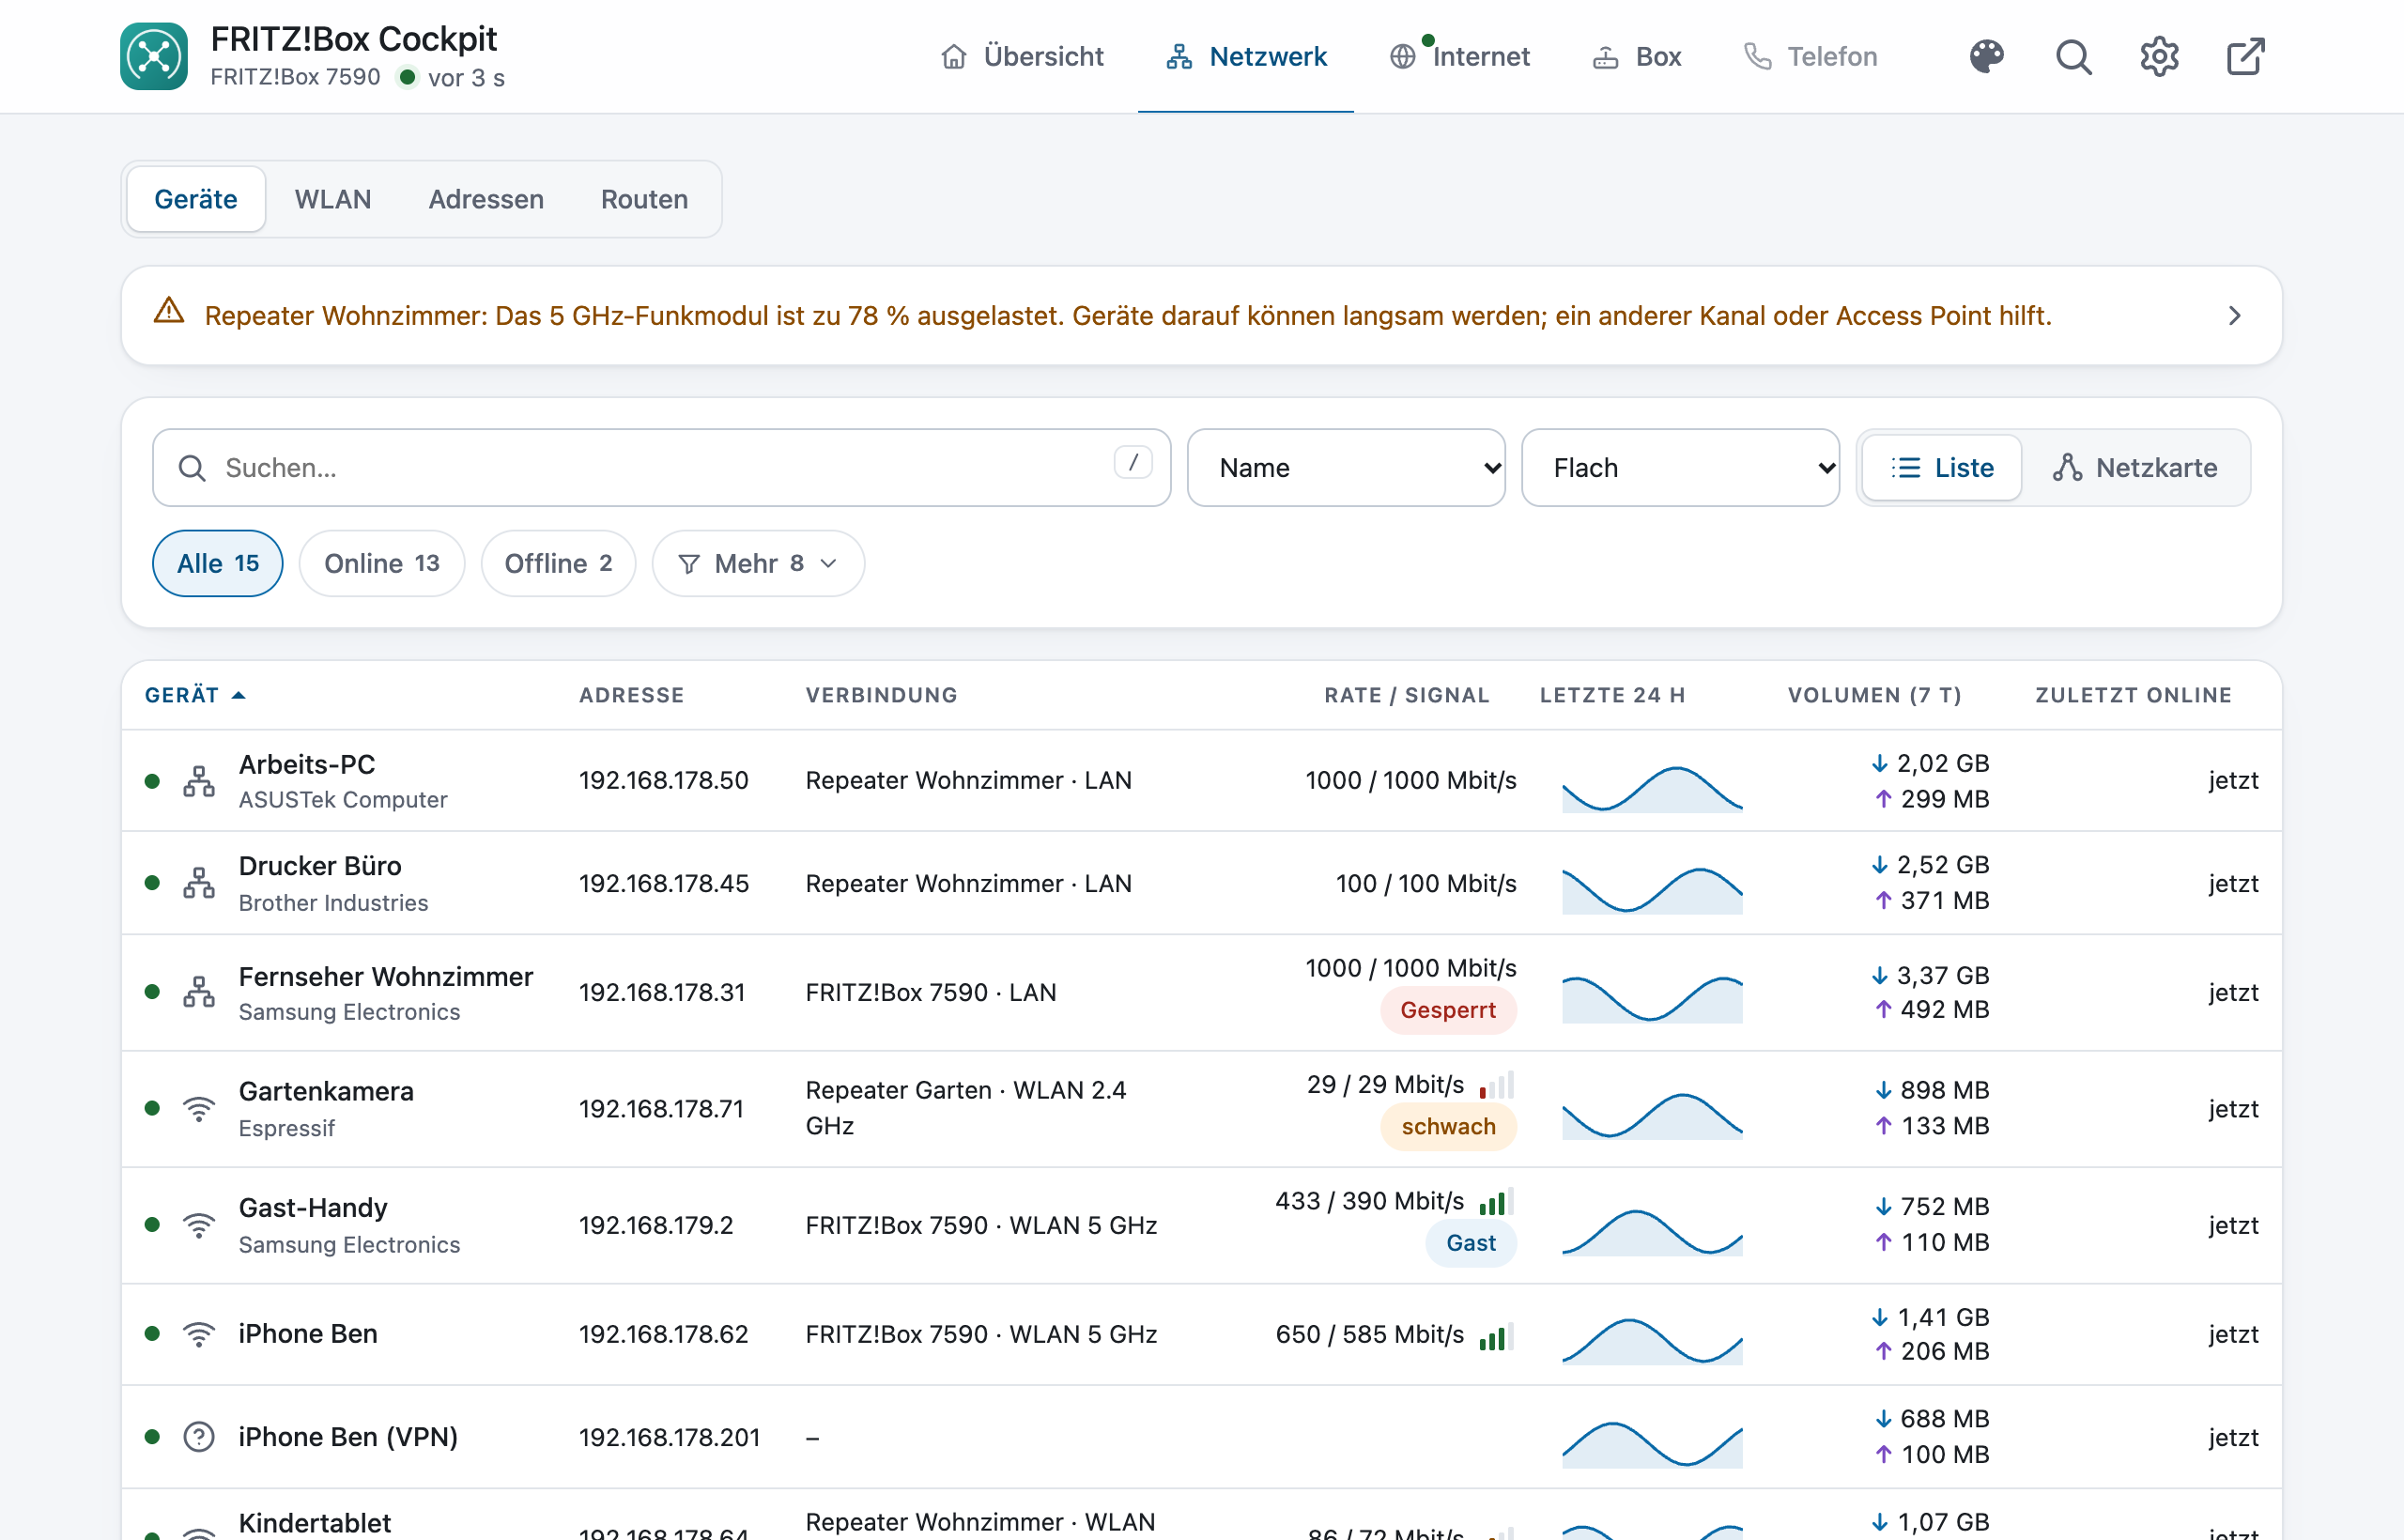 FRITZ!Box Cockpit
FRITZ!Box 7590 vor 3 s
Übersicht Netzwerk Internet Box Telefon
Geräte WLAN Adressen Routen
Repeater Wohnzimmer: Das 5 GHz-Funkmodul ist zu 78 % ausgelastet. Geräte darauf können langsam werden; ein anderer Kanal oder Access Point hilft.
Suchen... / Name Flach Liste Netzkarte
Alle 15 Online 13 Offline 2 Mehr 8
GERÄT ADRESSE VERBINDUNG RATE / SIGNAL LETZTE 24 H VOLUMEN (7 T) ZULETZT ONLINE
Arbeits-PC
ASUSTek Computer
192.168.178.50
Repeater Wohnzimmer · LAN
1000 / 1000 Mbit/s
↓ 2,02 GB
↑ 299 MB
jetzt
Drucker Büro
Brother Industries
192.168.178.45
Repeater Wohnzimmer · LAN
100 / 100 Mbit/s
↓ 2,52 GB
↑ 371 MB
jetzt
Fernseher Wohnzimmer
Samsung Electronics
192.168.178.31
FRITZ!Box 7590 · LAN
1000 / 1000 Mbit/s
Gesperrt
↓ 3,37 GB
↑ 492 MB
jetzt
Gartenkamera
Espressif
192.168.178.71
Repeater Garten · WLAN 2.4
GHz
29 / 29 Mbit/s
schwach
↓ 898 MB
↑ 133 MB
jetzt
Gast-Handy
Samsung Electronics
192.168.179.2
FRITZ!Box 7590 · WLAN 5 GHz
433 / 390 Mbit/s
Gast
↓ 752 MB
↑ 110 MB
jetzt
iPhone Ben
192.168.178.62
FRITZ!Box 7590 · WLAN 5 GHz
650 / 585 Mbit/s
↓ 1,41 GB
↑ 206 MB
jetzt
iPhone Ben (VPN)
192.168.178.201
–
↓ 688 MB
↑ 100 MB
jetzt
Kindertablet
192.168.178.64
Repeater Wohnzimmer · WLAN
86 / 72 Mbit/s
↓ 1,07 GB
jetzt